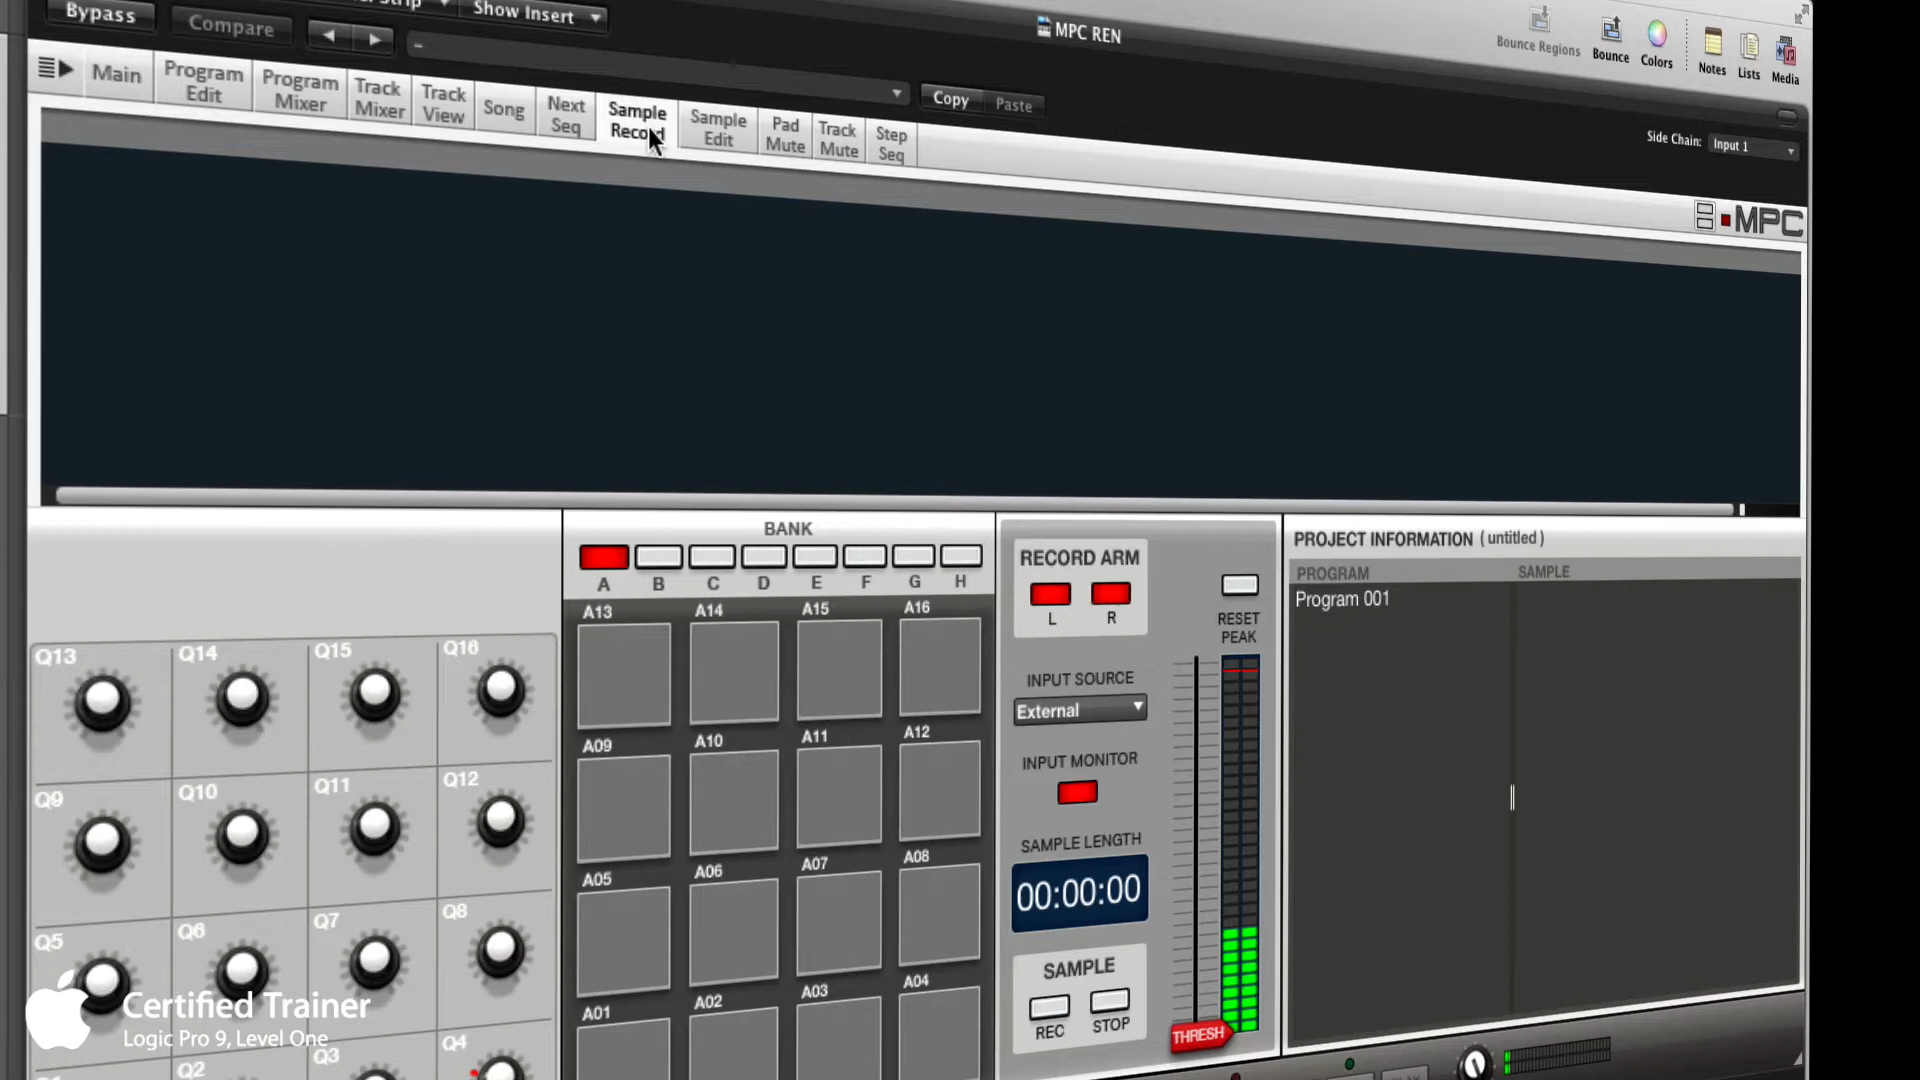 Bypass
Compare
Show Insert
MPC REN
Bounce Regions
Bounce
Colors
Notes
Lists
Media
Copy
Paste
Side Chain: Input 1
Main
Program Edit
Program Mixer
Track Mixer
Track View
Song
Next Seq
Sample Record
Sample Edit
Pad Mute
Track Mute
Step Seq
MPC
BANK
A B C D E F G H
Q13 Q14 Q15 Q16
Q9 Q10 Q11 Q12
Q5 Q6 Q7 Q8
Q2 Q3 Q4
A13 A14 A15 A16
A09 A10 A11 A12
A05 A06 A07 A08
A01 A02 A03 A04
RECORD ARM
L R
RESET
PEAK
INPUT SOURCE
External
INPUT MONITOR
SAMPLE LENGTH
00:00:00
SAMPLE
REC STOP
THRESH
PROJECT INFORMATION (untitled)
PROGRAM SAMPLE
Program 001
Certified Trainer
Logic Pro 9, Level One